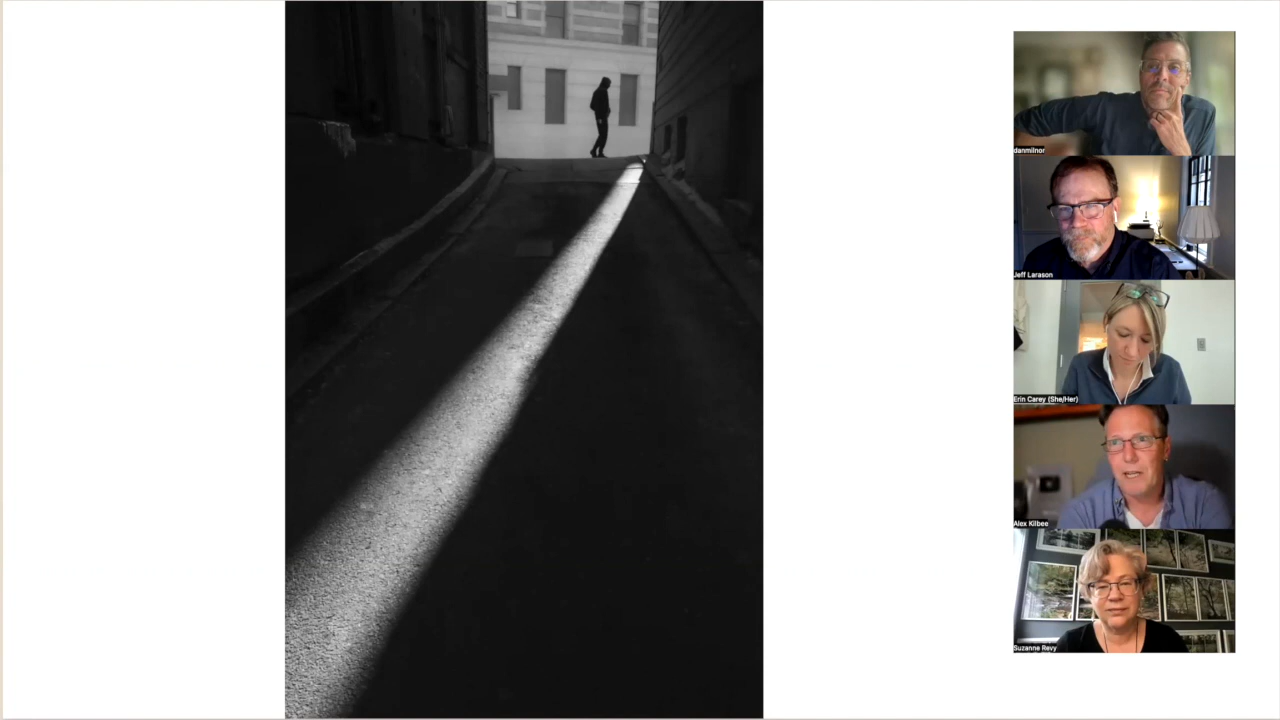 danmilnor
Jeff Larason
Erin Carey (She/Her)
Alex Kilbee
Suzanne Revy